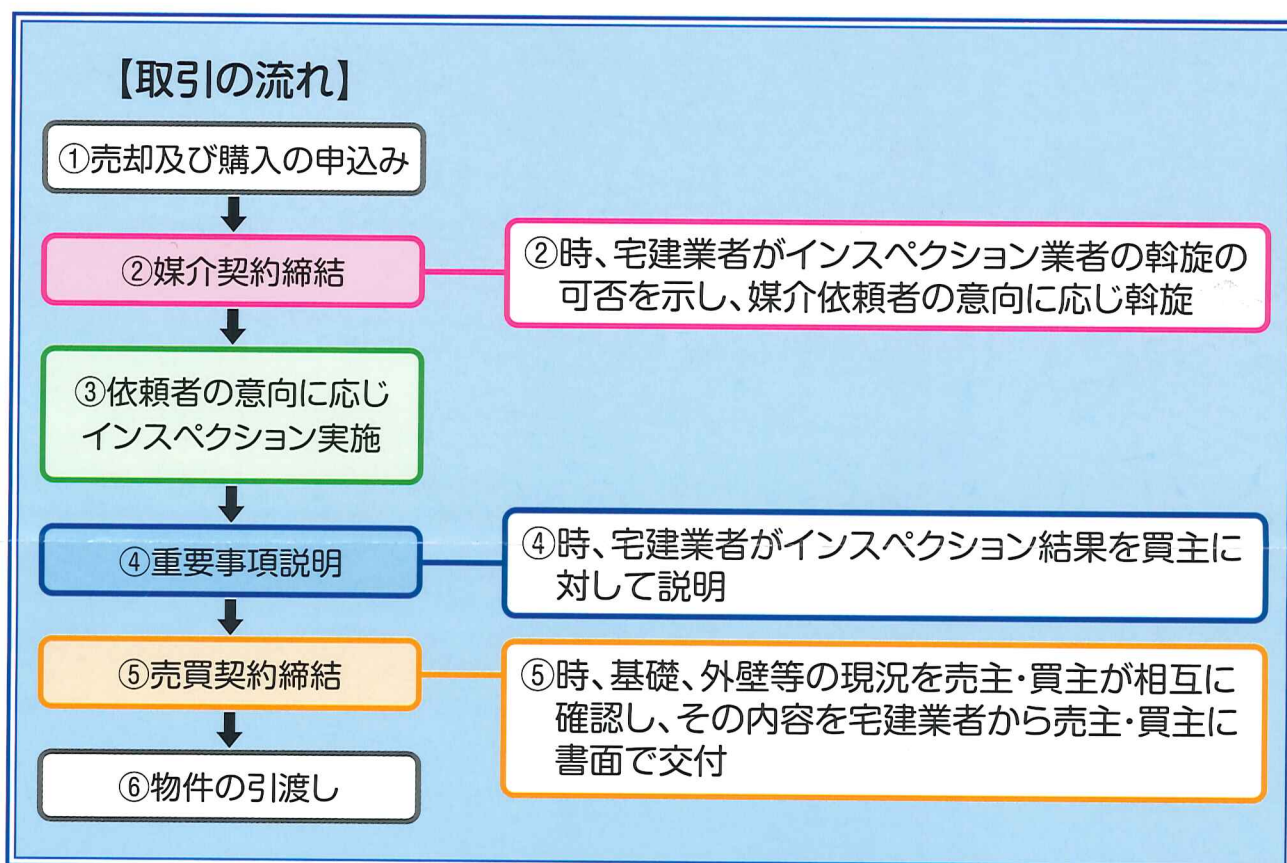 【取引の流れ】
①売却及び購入の申込み
②媒介契約締結
②時、宅建業者がインスペクション業者の斡旋の
可否を示し、媒介依頼者の意向に応じ斡旋
③依頼者の意向に応じ
インスペクション実施
④重要事項説明
④時、宅建業者がインスペクション結果を買主に
対して説明
⑤売買契約締結
⑤時、基礎、外壁等の現況を売主・買主が相互に
確認し、その内容を宅建業者から売主・買主に
書面で交付
⑥物件の引渡し